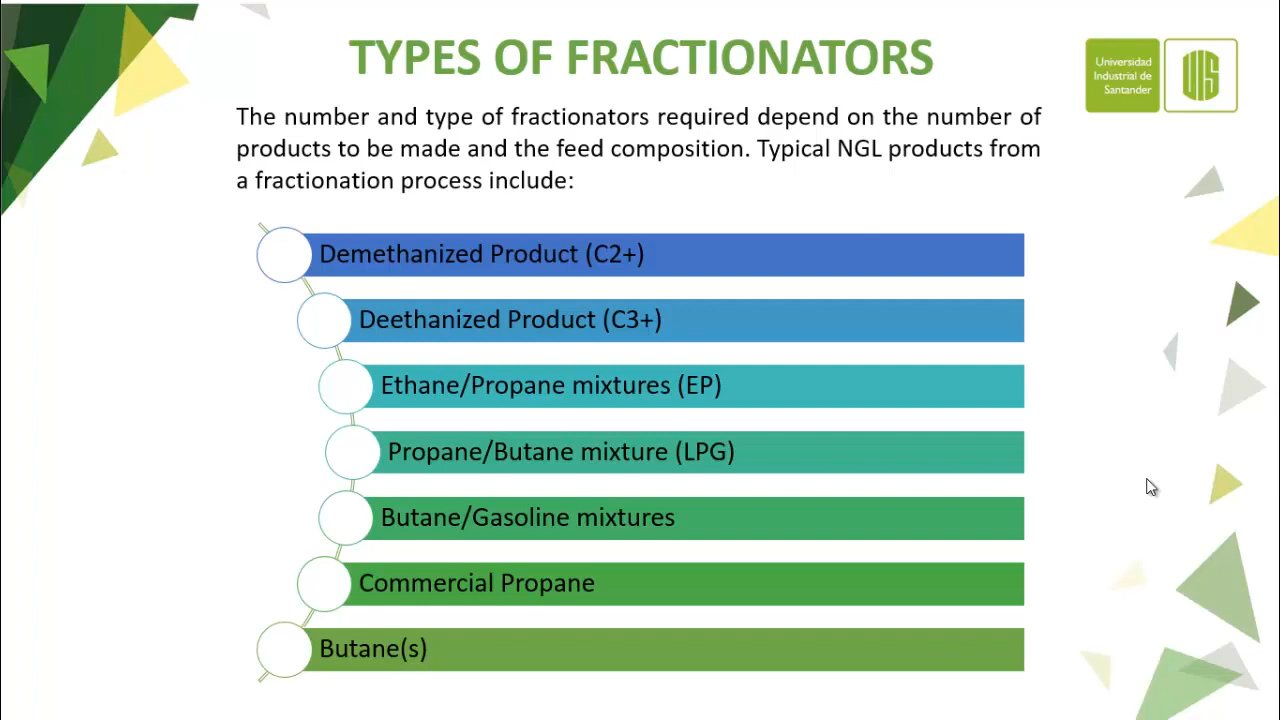 TYPES OF FRACTIONATORS
Universidad
Industrial de
Santander
UIS
The number and type of fractionators required depend on the number of
products to be made and the feed composition. Typical NGL products from
a fractionation process include:
Demethanized Product (C2+)
Deethanized Product (C3+)
Ethane/Propane mixtures (EP)
Propane/Butane mixture (LPG)
Butane/Gasoline mixtures
Commercial Propane
Butane(s)